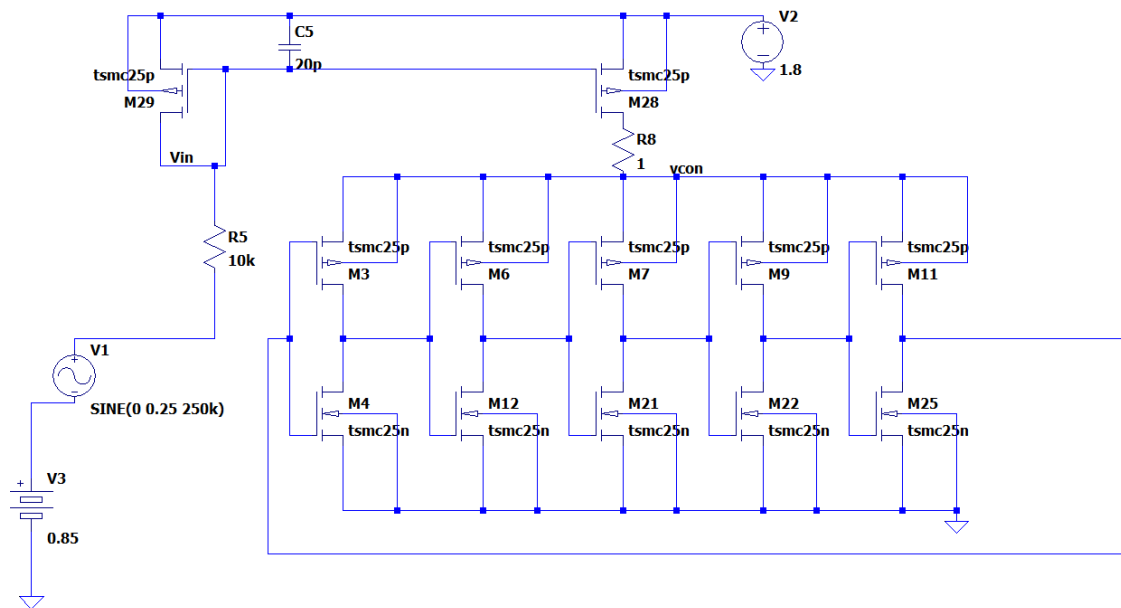 V2
C5
20p
1.8
tsmc25p
M29
tsmc25p
M28
R8
1
Vin
vcon
R5
10k
tsmc25p
M3
tsmc25p
M6
tsmc25p
M7
tsmc25p
M9
tsmc25p
M11
V1
SINE(0 0.25 250k)
M4
tsmc25n
M12
tsmc25n
M21
tsmc25n
M22
tsmc25n
M25
tsmc25n
V3
0.85